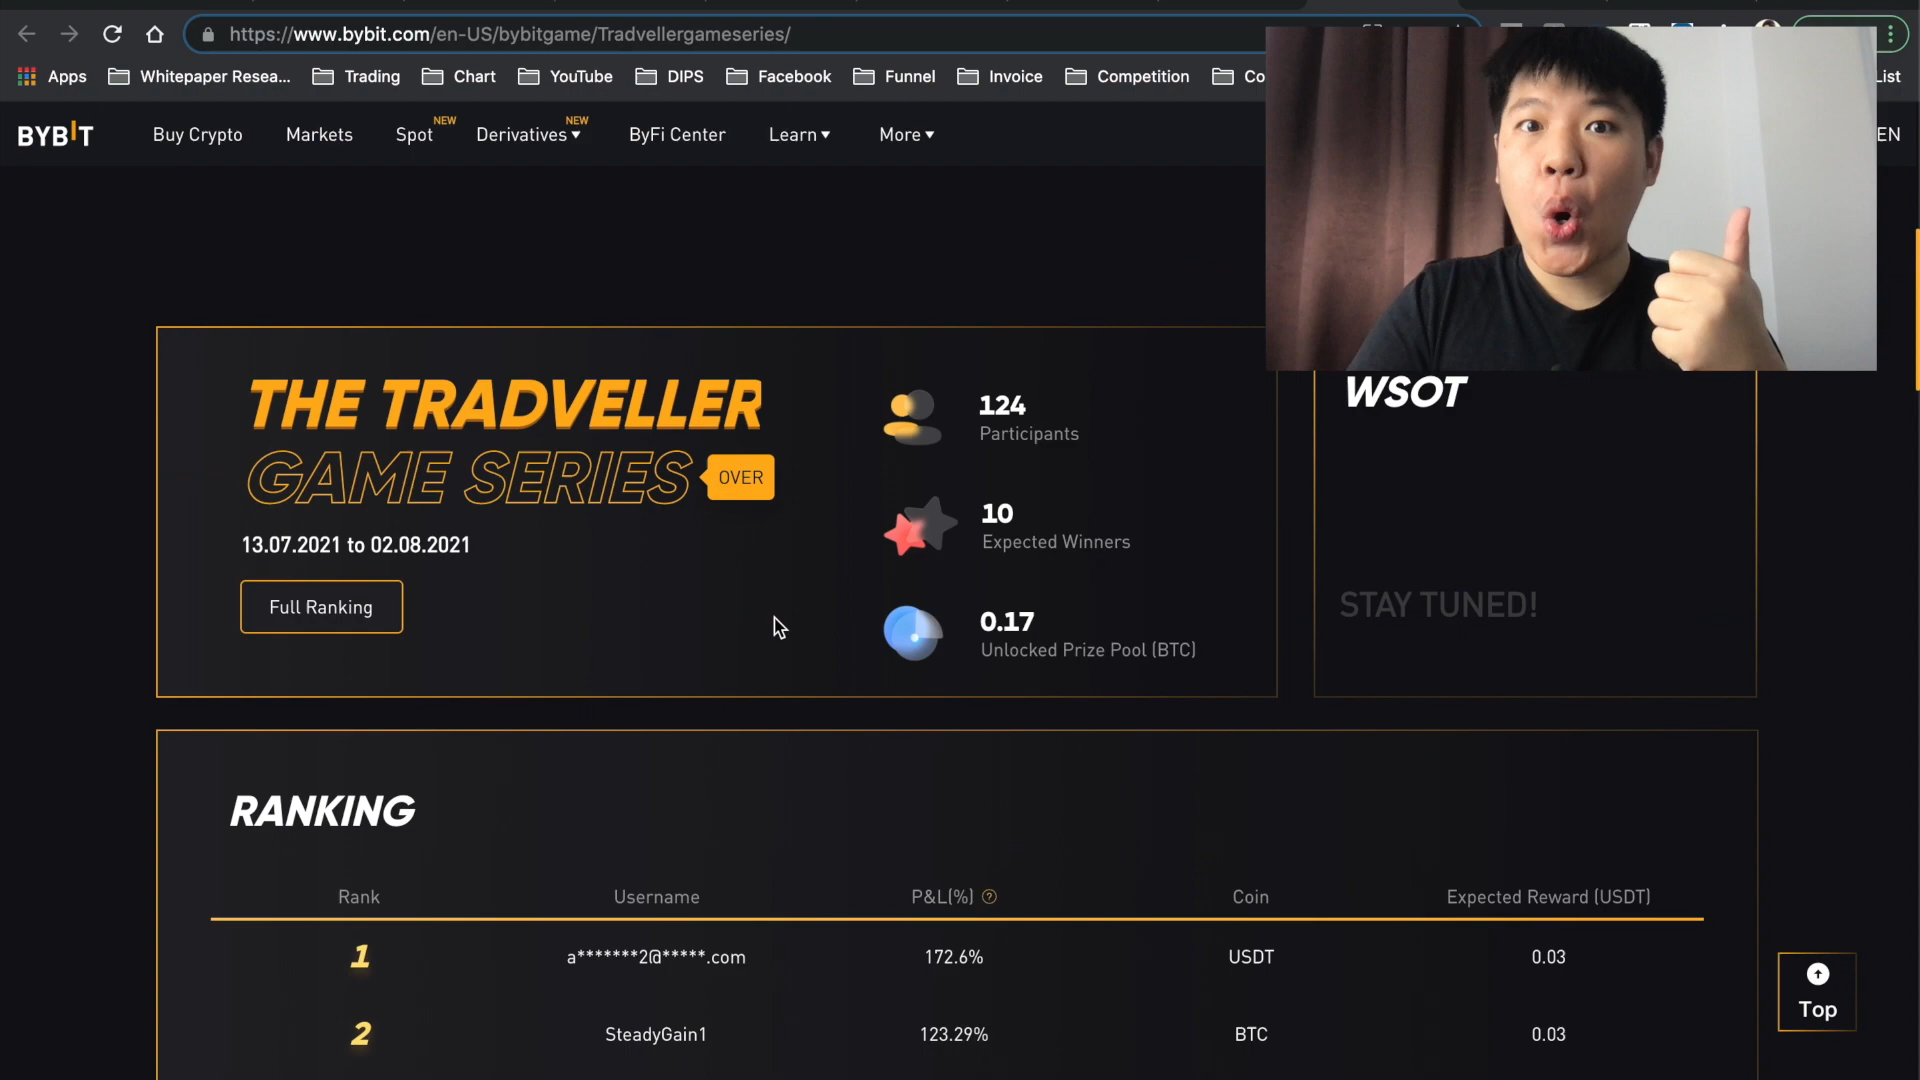 https://www.bybit.com/en-US/bybitgame/Tradvellergameseries/
Apps Whitepaper Resea... Trading Chart YouTube DIPS Facebook Funnel Invoice Competition Co
List
BYBIT Buy Crypto Markets Spot NEW Derivatives NEW ByFi Center Learn More EN
THE TRADVELLER
GAME SERIES OVER
13.07.2021 to 02.08.2021
Full Ranking
124
Participants
10
Expected Winners
0.17
Unlocked Prize Pool (BTC)
WSOT
STAY TUNED!
RANKING
Rank Username P&L(%) ? Coin Expected Reward (USDT)
1 a*******2@*****.com 172.6% USDT 0.03
2 SteadyGain1 123.29% BTC 0.03
Top